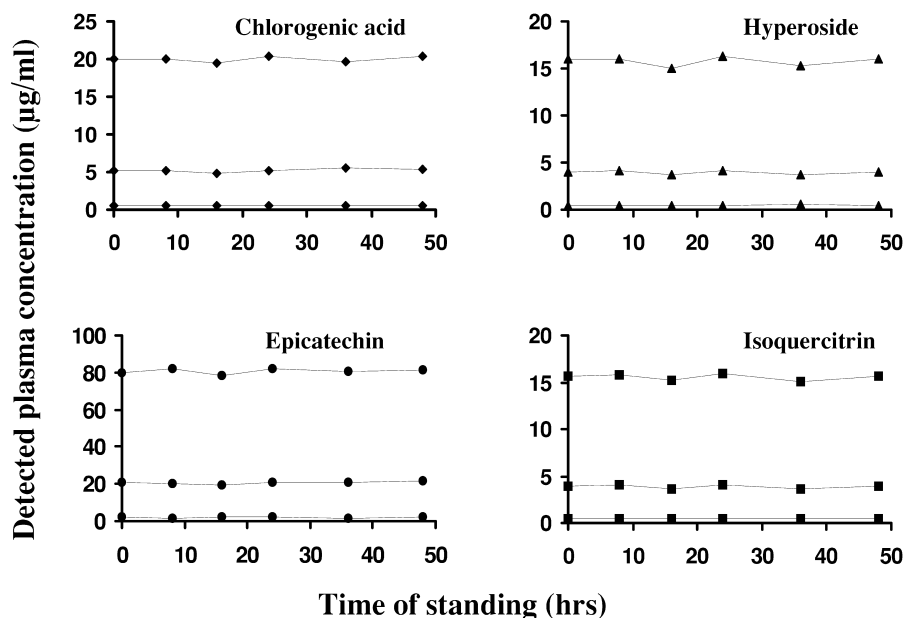 Detected plasma concentration (µg/ml)
Chlorogenic acid
25
20
15
10
5
0
0 10 20 30 40 50
Hyperoside
20
15
10
5
0
0 10 20 30 40 50
Epicatechin
100
80
60
40
20
0
0 10 20 30 40 50
Isoquercitrin
20
15
10
5
0
0 10 20 30 40 50
Time of standing (hrs)